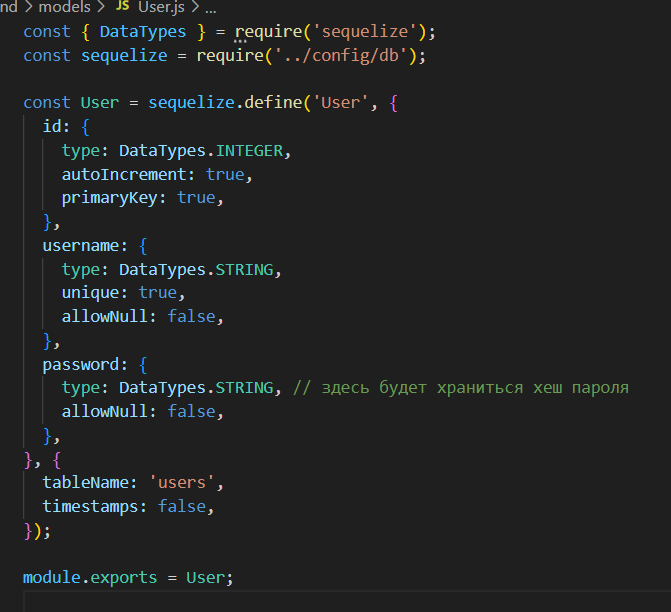 nd > models > JS User.js > ...
const { DataTypes } = require('sequelize');
const sequelize = require('../config/db');
const User = sequelize.define('User', {
id: {
type: DataTypes.INTEGER,
autoIncrement: true,
primaryKey: true,
},
username: {
type: DataTypes.STRING,
unique: true,
allowNull: false,
},
password: {
type: DataTypes.STRING, // здесь будет храниться хеш пароля
allowNull: false,
},
}, {
tableName: 'users',
timestamps: false,
});
module.exports = User;